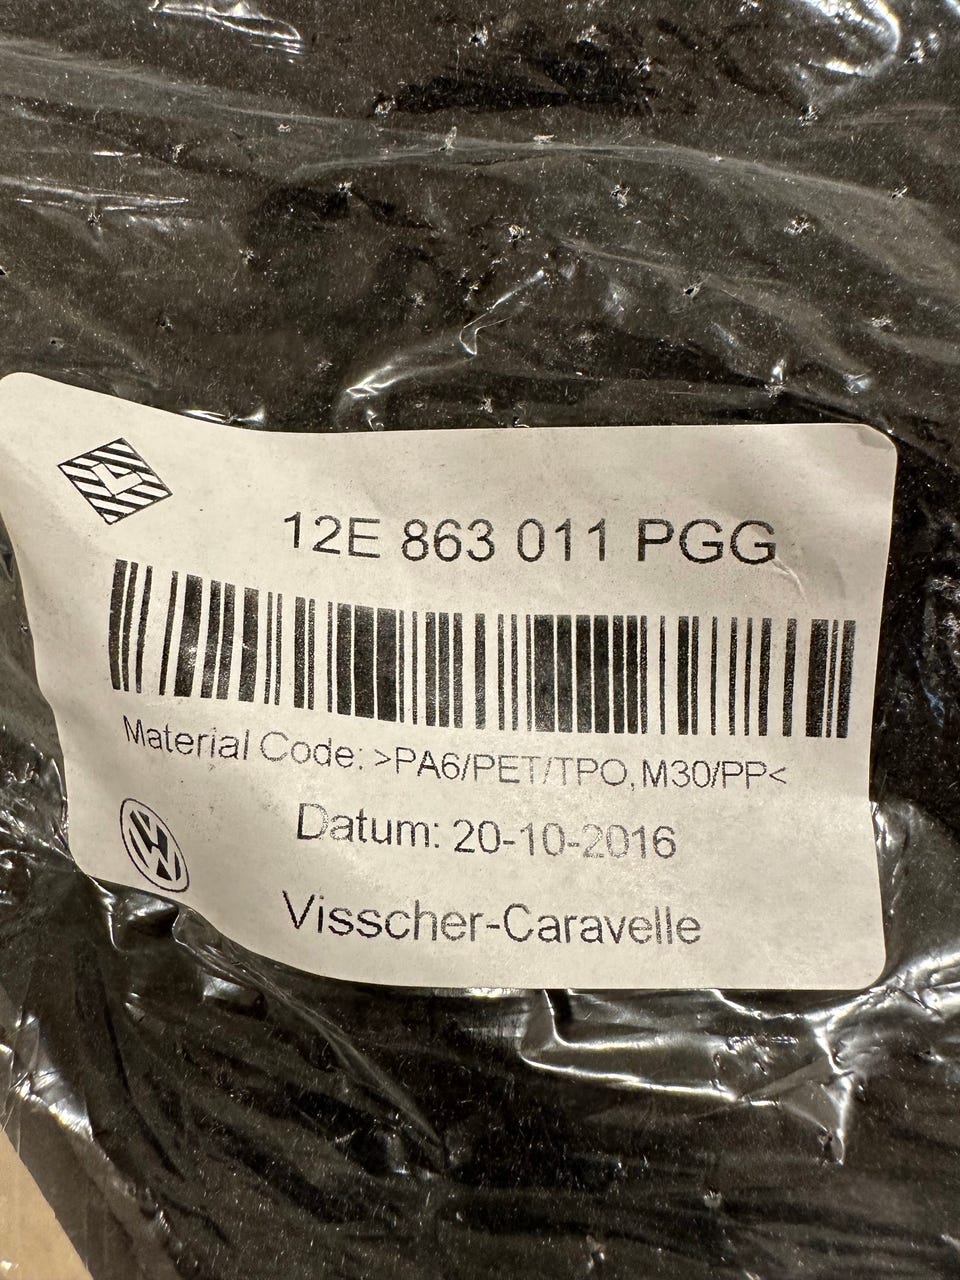 12E 863 011 PGG
Material Code: >PA6/PET/TPO,M30/PP<
Datum: 20-10-2016
Visscher-Caravelle